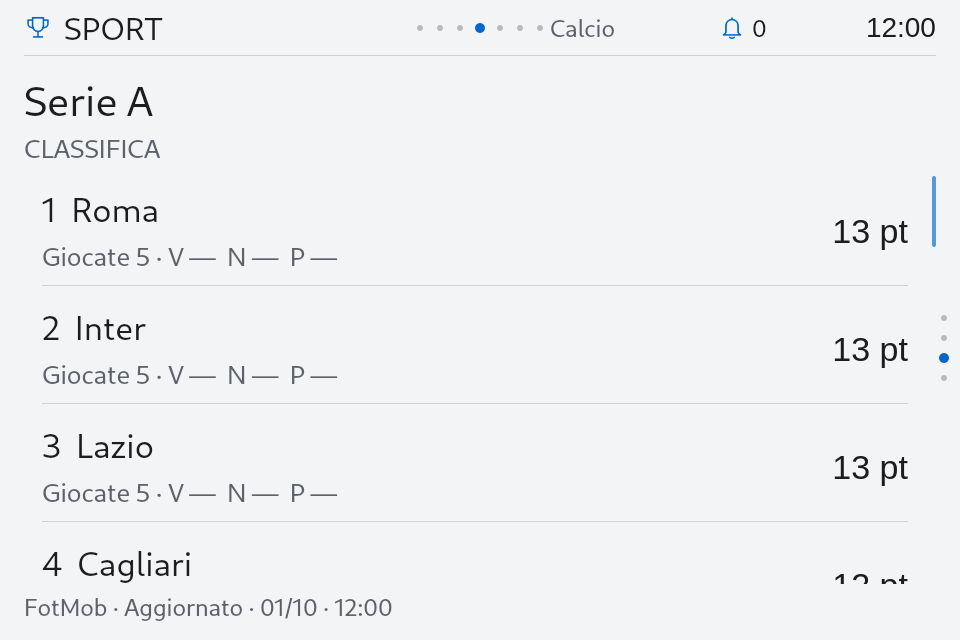 SPORT
Calcio
0
12:00
Serie A
CLASSIFICA
1 Roma
13 pt
Giocate 5 · V — N — P —
2 Inter
13 pt
Giocate 5 · V — N — P —
3 Lazio
13 pt
Giocate 5 · V — N — P —
4 Cagliari
FotMob · Aggiornato · 01/10 · 12:00